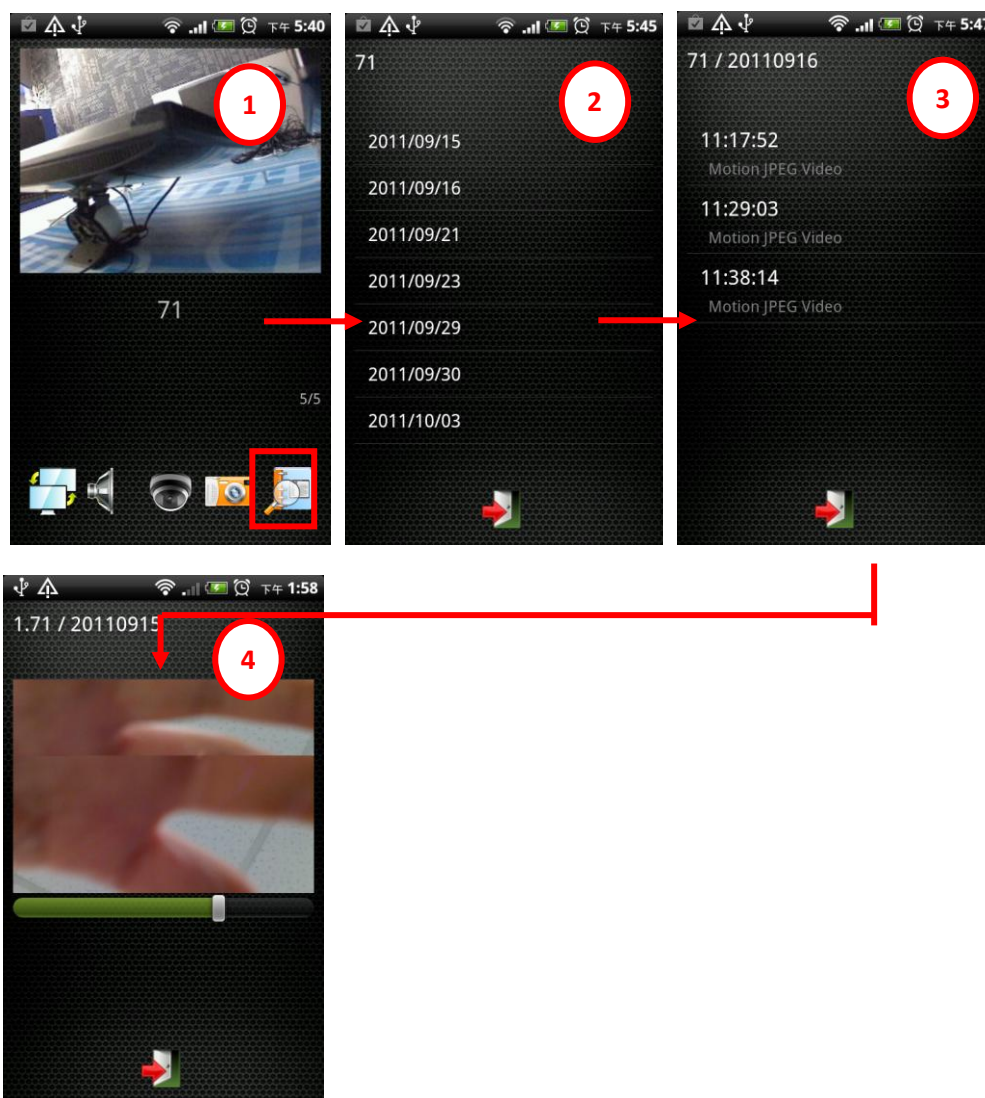 下午 5:40
1
71
5/5
下午 5:45
71
2
2011/09/15
2011/09/16
2011/09/21
2011/09/23
2011/09/29
2011/09/30
2011/10/03
下午 5:47
71 / 20110916
3
11:17:52
Motion JPEG Video
11:29:03
Motion JPEG Video
11:38:14
Motion JPEG Video
下午 1:58
1.71 / 20110915
4